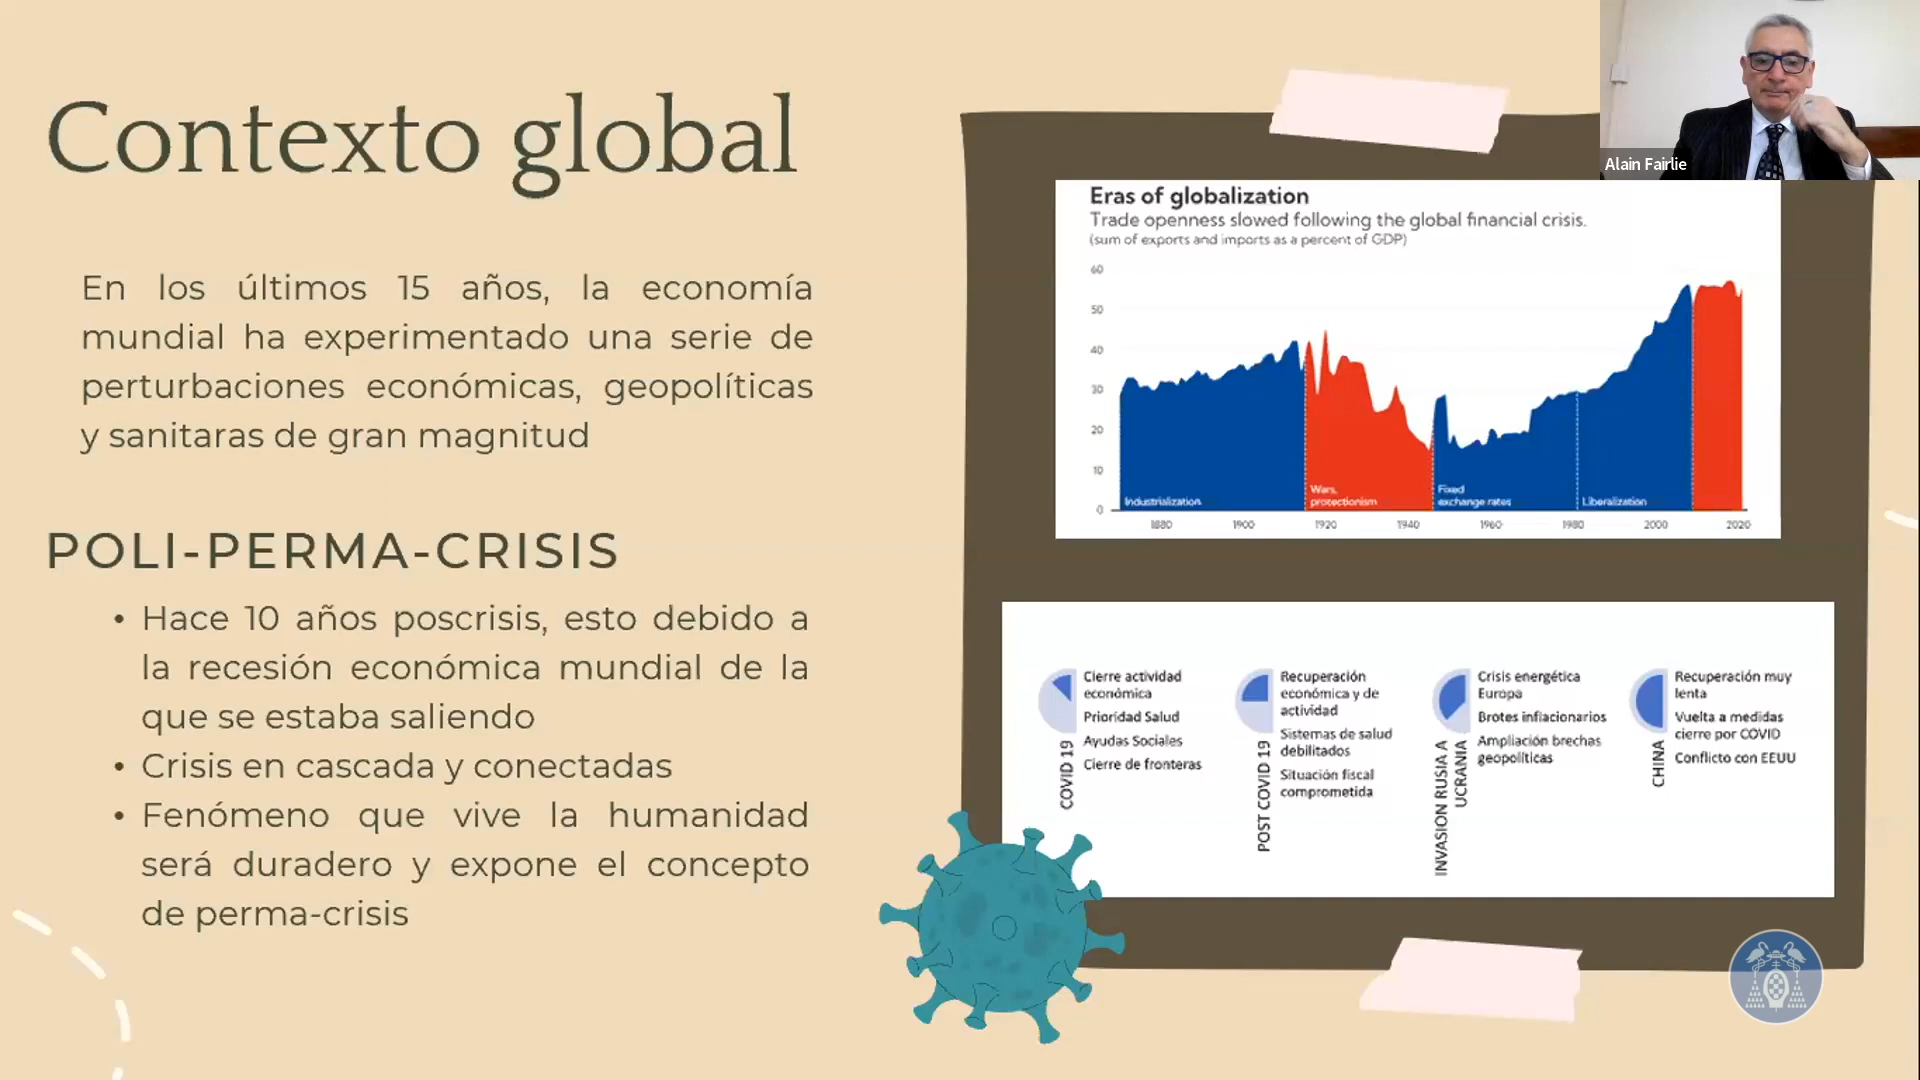 Contexto global
En los últimos 15 años, la economía
mundial ha experimentado una serie de
perturbaciones económicas, geopolíticas
y sanitaras de gran magnitud
POLI-PERMA-CRISIS
• Hace 10 años poscrisis, esto debido a
la recesión económica mundial de la
que se estaba saliendo
• Crisis en cascada y conectadas
• Fenómeno que vive la humanidad
será duradero y expone el concepto
de perma-crisis
Alain Fairlie
Eras of globalization
Trade openness slowed following the global financial crisis.
(sum of exports and imports as a percent of GDP)
60
50
40
30
20
10
0
Industrialization
Wars,
protectionism
Fixed
exchange rates
Liberalization
1880 1900 1920 1940 1960 1980 2000 2020
COVID 19
Cierre actividad
económica
Prioridad Salud
Ayudas Sociales
Cierre de fronteras
POST COVID 19
Recuperación
económica y de
actividad
Sistemas de salud
debilitados
Situación fiscal
comprometida
INVASION RUSIA A
UCRANIA
Crisis energética
Europa
Brotes inflacionarios
Ampliación brechas
geopolíticas
CHINA
Recuperación muy
lenta
Vuelta a medidas
cierre por COVID
Conflicto con EEUU